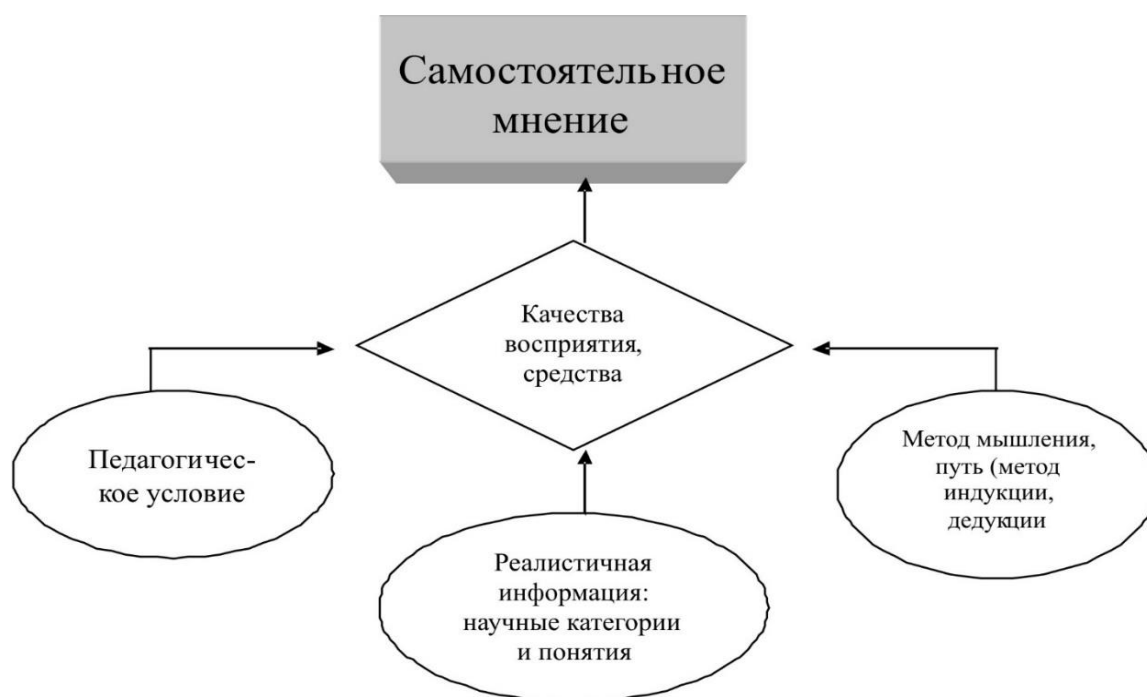 Самостоятельное
мнение
Качества
восприятия,
средства
Педагогичес-
кое условие
Реалистичная
информация:
научные категории
и понятия
Метод мышления,
путь (метод
индукции,
дедукции